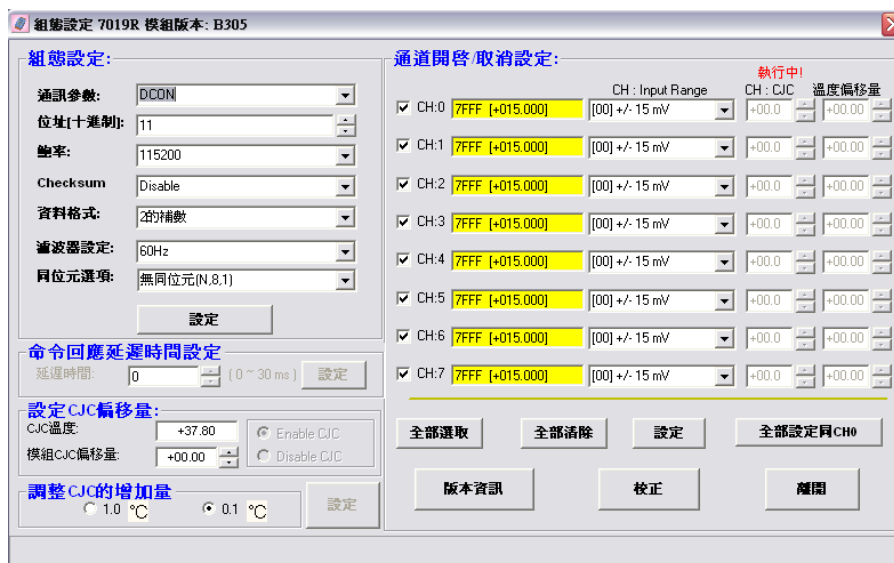 組態設定 7019R 模組版本: B305
組態設定:
通訊參數: DCON
位址[十進制]: 11
鮑率: 115200
Checksum Disable
資料格式: 2的補數
濾波器設定: 60Hz
同位元選項: 無同位元(N,8,1)
設定
命令回應延遲時間設定
延遲時間: 0 ( 0 ~ 30 ms ) 設定
設定CJC偏移量:
CJC溫度: +37.80
模組CJC偏移量: +00.00
Enable CJC
Disable CJC
調整CJC的增加量
1.0 °C 0.1 °C
設定
通道開啓/取消設定:
執行中!
CH : Input Range CH : CJC 溫度偏移量
CH:0 7FFF [+015.000] [00] +/- 15 mV +00.0 +00.00
CH:1 7FFF [+015.000] [00] +/- 15 mV +00.0 +00.00
CH:2 7FFF [+015.000] [00] +/- 15 mV +00.0 +00.00
CH:3 7FFF [+015.000] [00] +/- 15 mV +00.0 +00.00
CH:4 7FFF [+015.000] [00] +/- 15 mV +00.0 +00.00
CH:5 7FFF [+015.000] [00] +/- 15 mV +00.0 +00.00
CH:6 7FFF [+015.000] [00] +/- 15 mV +00.0 +00.00
CH:7 7FFF [+015.000] [00] +/- 15 mV +00.0 +00.00
全部選取 全部清除 設定 全部設定同CH0
版本資訊 校正 離開